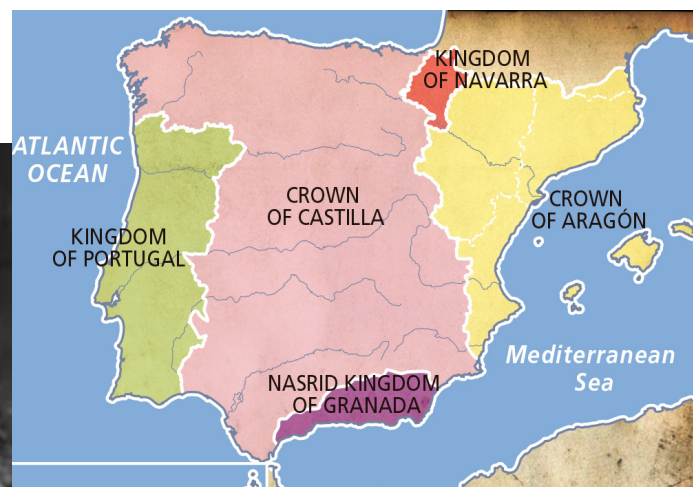 KINGDOM
OF NAVARRA
ATLANTIC
OCEAN
CROWN
OF CASTILLA
CROWN
OF ARAGÓN
KINGDOM
OF PORTUGAL
Mediterranean
Sea
NASRID KINGDOM
OF GRANADA